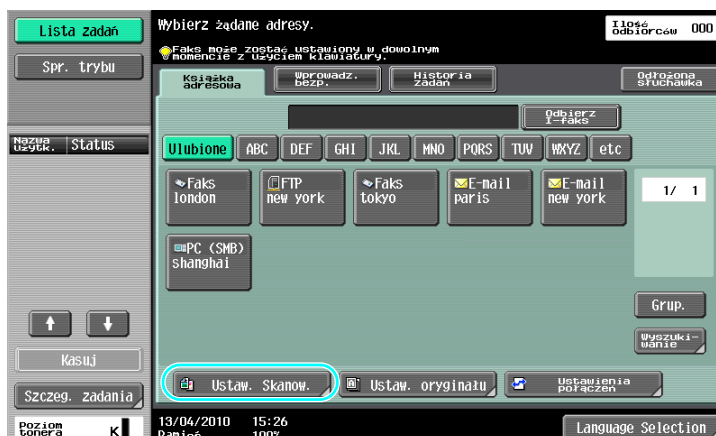 Lista zadań
Spr. trybu
Nazwa użytk.
Status
Kasuj
Szczeg. zadania
Poziom tonera
K
Wybierz żądane adresy.
Faks może zostać ustawiony w dowolnym
momencie z użyciem klawiatury.
Ilość odbiorców
000
Książka adresowa
Wprowadz. bezp.
Historia zadań
Odłożona słuchawka
Odbierz I-faks
Ulubione ABC DEF GHI JKL MNO PQRS TUV WXYZ etc
Faks
london
FTP
new york
Faks
tokyo
E-mail
paris
E-mail
new york
1/ 1
PC (SMB)
shanghai
Grup.
Wyszuki-
wanie
Ustaw. Skanow.
Ustaw. oryginału
Ustawienia połączeń
13/04/2010 15:26
Pamięć 100%
Language Selection